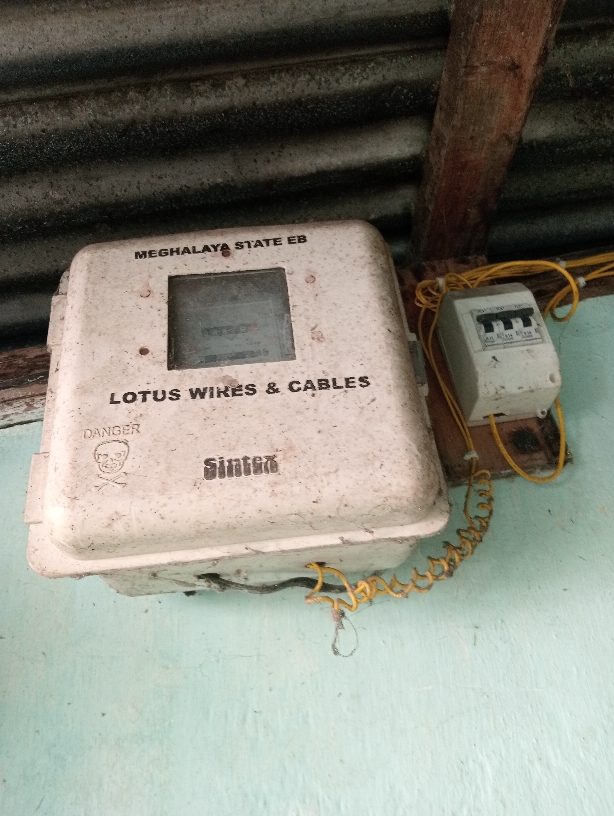 MEGHALAYA STATE EB
LOTUS WIRES & CABLES
DANGER
Sintex